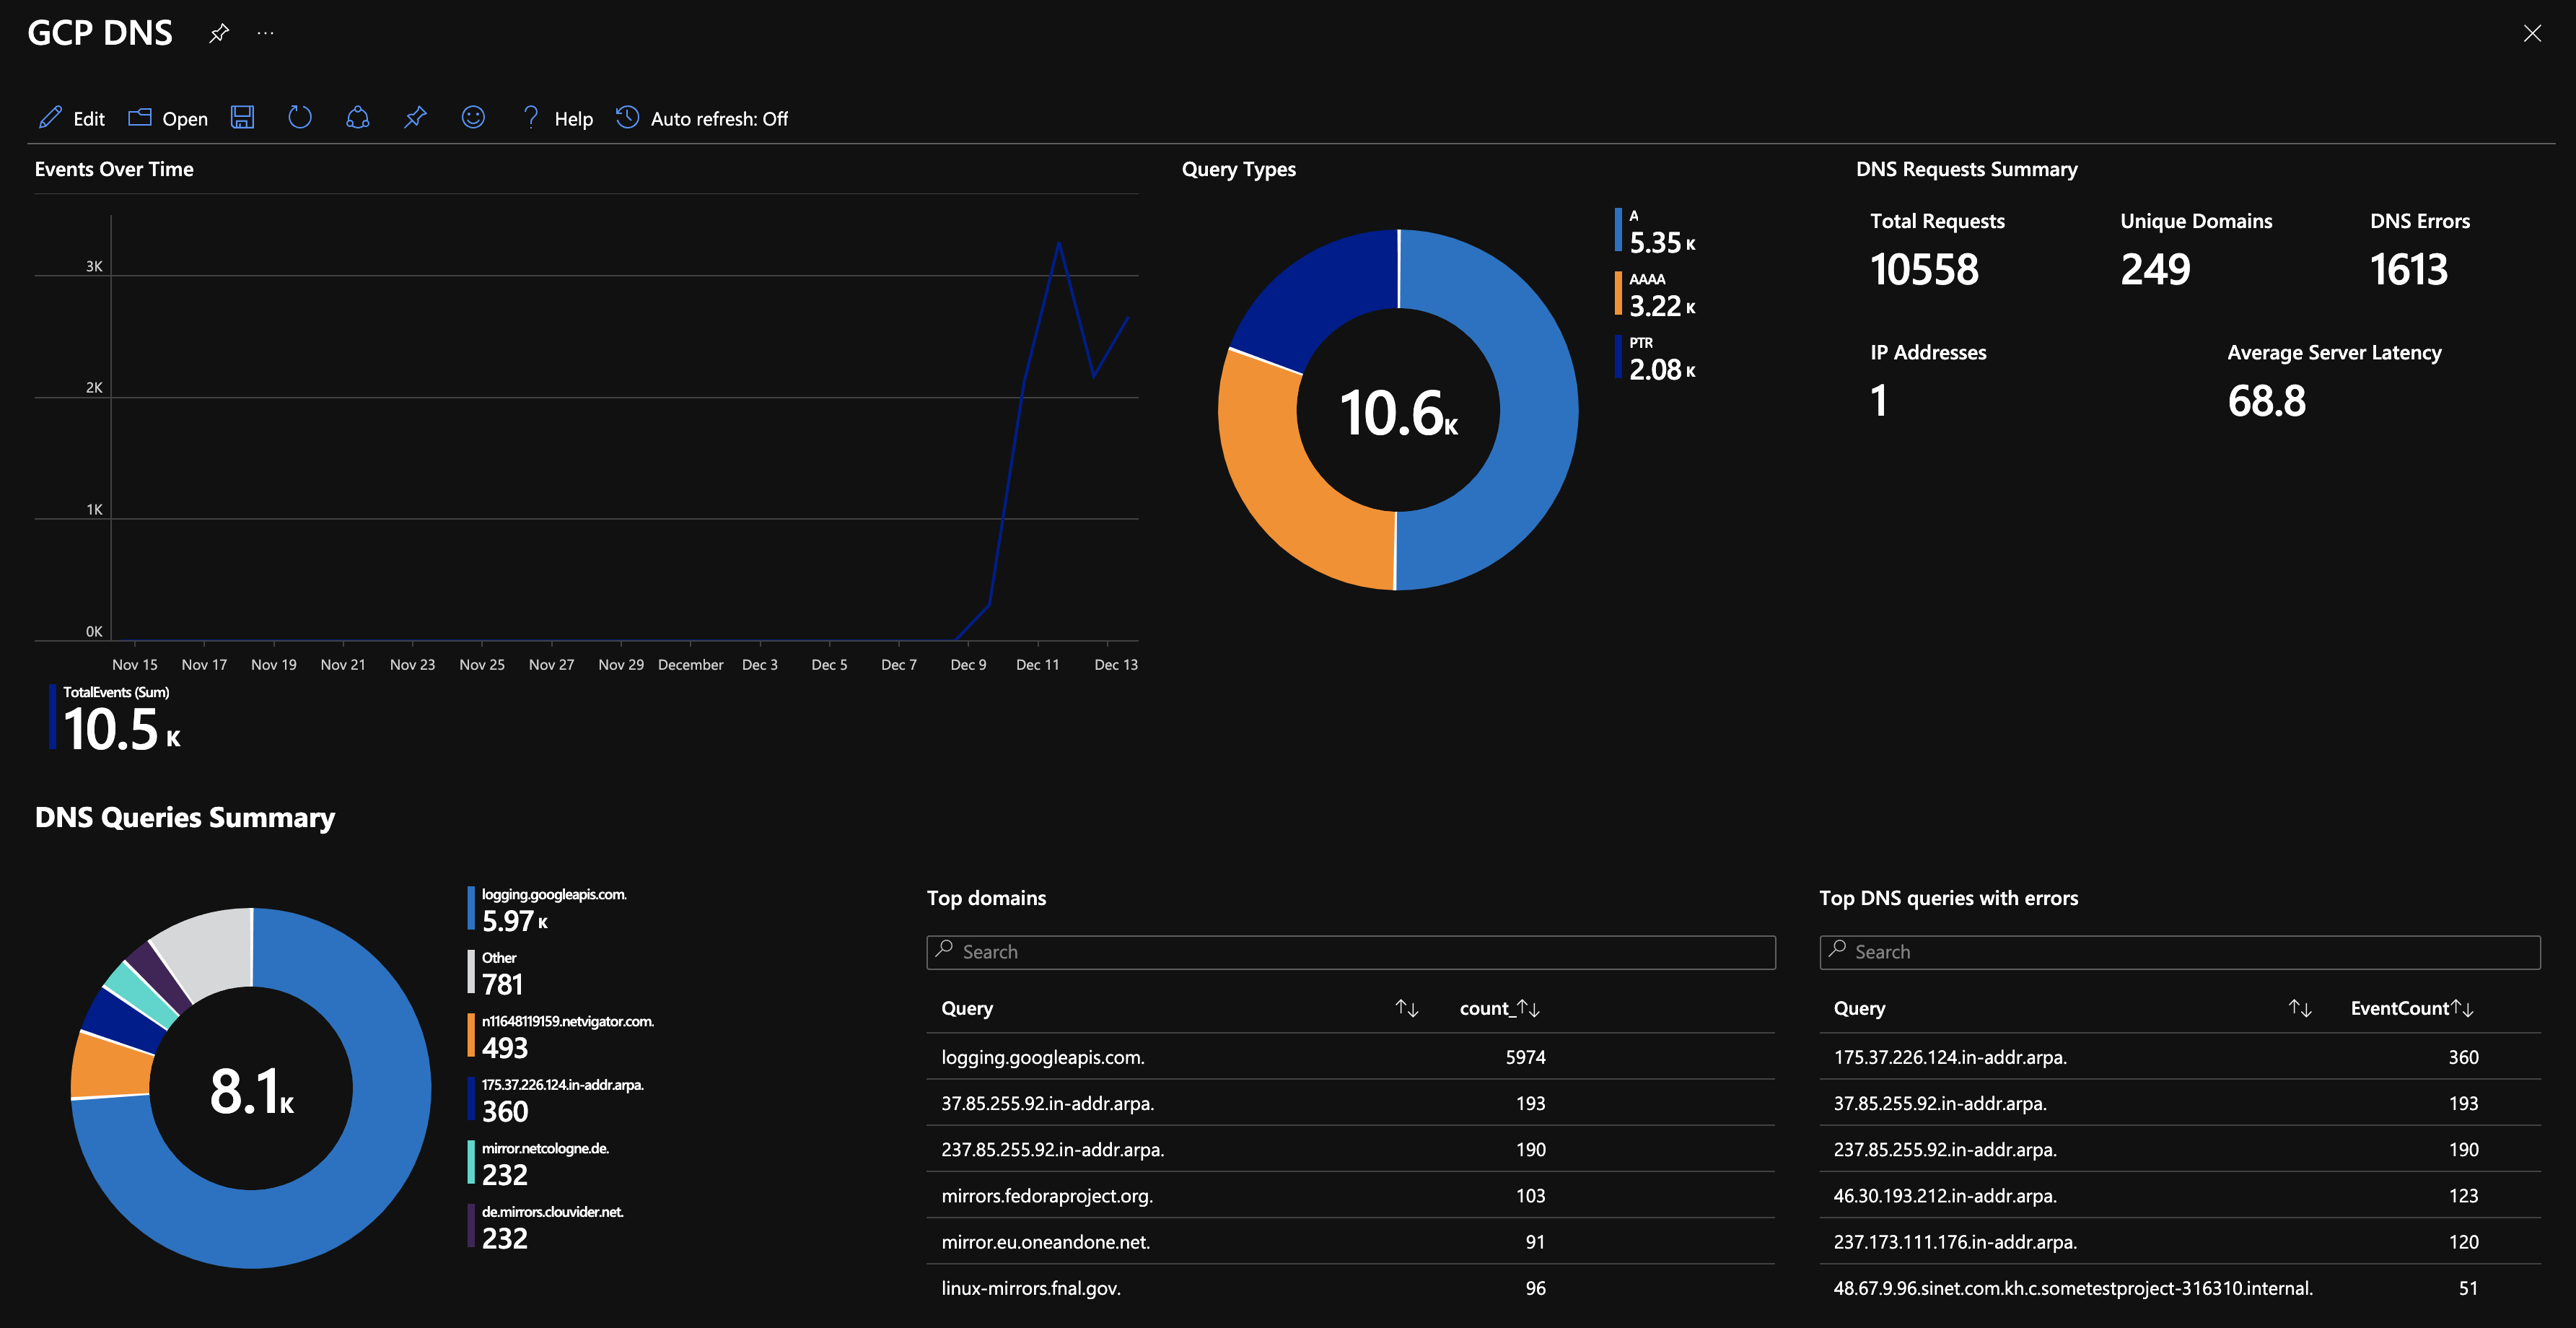 GCP DNS
Edit Open Help Auto refresh: Off
Events Over Time
3K
2K
1K
0K
Nov 15 Nov 17 Nov 19 Nov 21 Nov 23 Nov 25 Nov 27 Nov 29 December Dec 3 Dec 5 Dec 7 Dec 9 Dec 11 Dec 13
TotalEvents (Sum)
10.5 K
Query Types
10.6K
A
5.35 K
AAAA
3.22 K
PTR
2.08 K
DNS Requests Summary
Total Requests Unique Domains DNS Errors
10558 249 1613
IP Addresses Average Server Latency
1 68.8
DNS Queries Summary
8.1K
logging.googleapis.com.
5.97 K
Other
781
n11648119159.netvigator.com.
493
175.37.226.124.in-addr.arpa.
360
mirror.netcologne.de.
232
de.mirrors.clouvider.net.
232
Top domains
Search
Query count_
logging.googleapis.com. 5974
37.85.255.92.in-addr.arpa. 193
237.85.255.92.in-addr.arpa. 190
mirrors.fedoraproject.org. 103
mirror.eu.oneandone.net. 91
linux-mirrors.fnal.gov. 96
Top DNS queries with errors
Search
Query EventCount
175.37.226.124.in-addr.arpa. 360
37.85.255.92.in-addr.arpa. 193
237.85.255.92.in-addr.arpa. 190
46.30.193.212.in-addr.arpa. 123
237.173.111.176.in-addr.arpa. 120
48.67.9.96.sinet.com.kh.c.sometestproject-316310.internal. 51